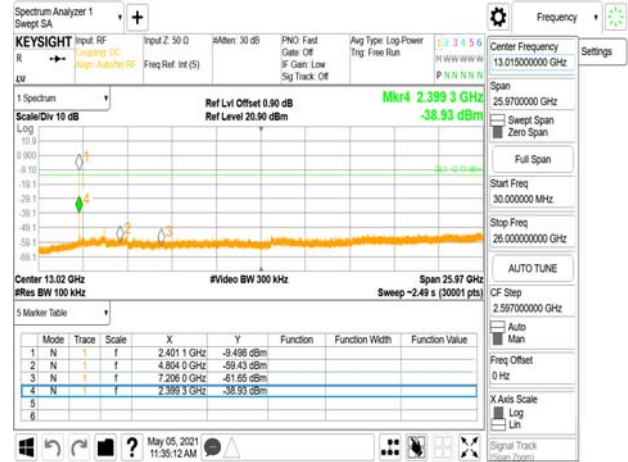 Spectrum Analyzer 1
Swept SA
Frequency
KEYSIGHT
Input: RF
Coupling: DC
Align: Auto/No RF
Input Z: 50 Ω
Freq Ref: Int (S)
#Atten: 30 dB
PNO: Fast
Gate: Off
IF Gain: Low
Sig Track: Off
Avg Type: Log-Power
Trig: Free Run
1 2 3 4 5 6
M W W W W W
P N N N N N
R
LW
1 Spectrum
Scale/Div 10 dB
Ref Lvl Offset 0.90 dB
Ref Level 20.90 dBm
Mkr4 2.399 3 GHz
-38.93 dBm
Log
10.9
0.900
-9.10
-19.1
-29.1
-39.1
-49.1
-59.1
-69.1
1
4
2
3
Center 13.02 GHz
#Res BW 100 kHz
#Video BW 300 kHz
Span 25.97 GHz
Sweep ~2.49 s (30001 pts)
5 Marker Table
Mode Trace Scale X Y Function Function Width Function Value
1 N 1 f 2.401 1 GHz -9.498 dBm
2 N 1 f 4.804 0 GHz -59.43 dBm
3 N 1 f 7.206 0 GHz -61.65 dBm
4 N 1 f 2.399 3 GHz -38.93 dBm
5
6
May 05, 2021
11:35:12 AM
Center Frequency
13.015000000 GHz
Settings
Span
25.9700000 GHz
Swept Span
Zero Span
Full Span
Start Freq
30.000000 MHz
Stop Freq
26.000000000 GHz
AUTO TUNE
CF Step
2.597000000 GHz
Auto
Man
Freq Offset
0 Hz
X Axis Scale
Log
Lin
Signal Track
(Span Zoom)